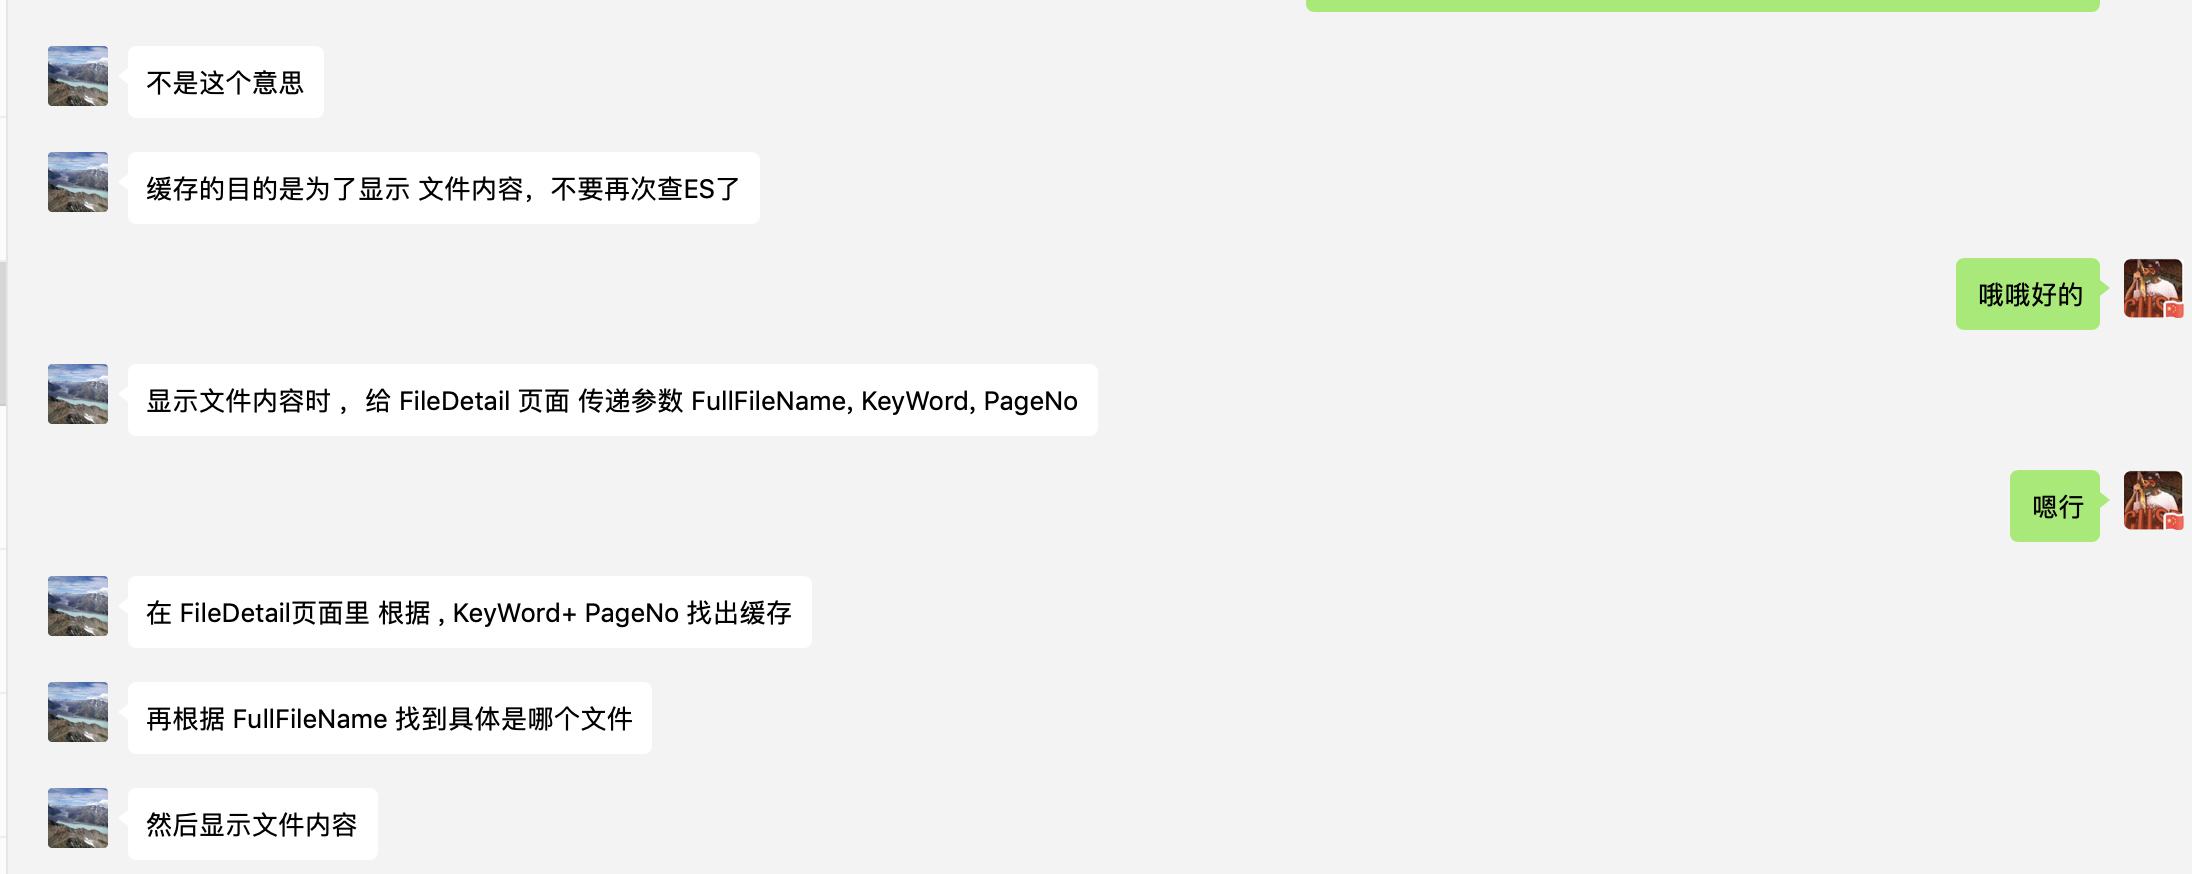 不是这个意思
缓存的目的是为了显示 文件内容，不要再次查ES了
哦哦好的
显示文件内容时 ，给 FileDetail 页面 传递参数 FullFileName, KeyWord, PageNo
嗯行
在 FileDetail页面里 根据 , KeyWord+ PageNo 找出缓存
再根据 FullFileName 找到具体是哪个文件
然后显示文件内容